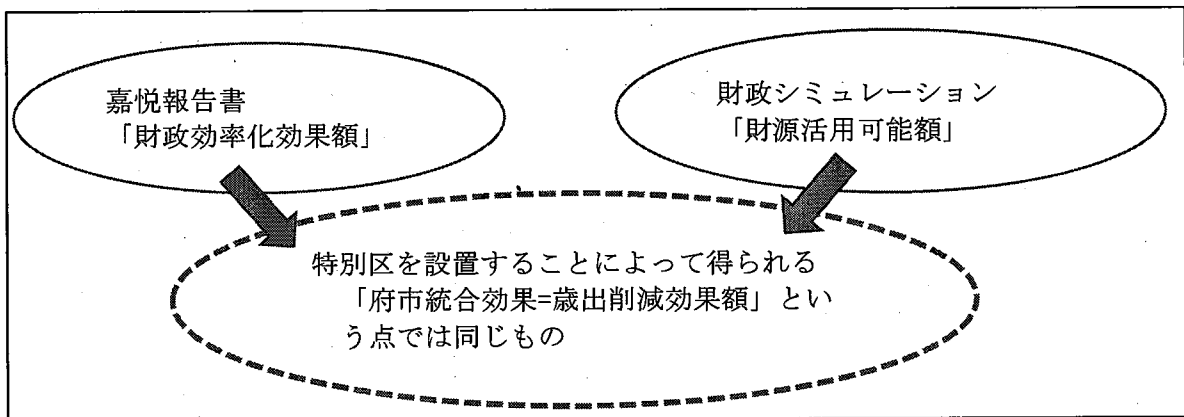 嘉悦報告書
「財政効率化効果額」
財政シミュレーション
「財源活用可能額」
特別区を設置することによって得られる
「府市統合効果=歳出削減効果額」とい
う点では同じもの